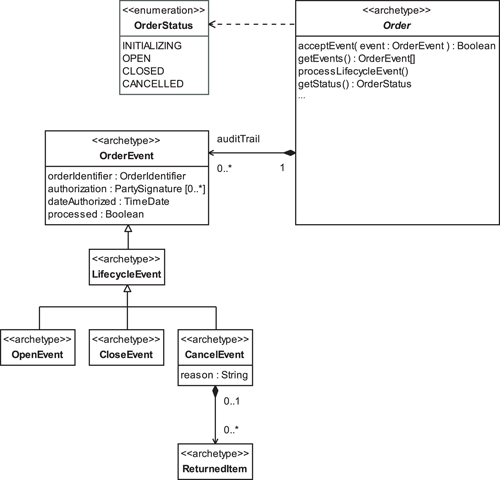 <<enumeration>>
OrderStatus
INITIALIZING
OPEN
CLOSED
CANCELLED
<<archetype>>
Order
acceptEvent( event : OrderEvent ) : Boolean
getEvents() : OrderEvent[]
processLifecycleEvent()
getStatus() : OrderStatus
...
auditTrail
0..*
1
<<archetype>>
OrderEvent
orderIdentifier : OrderIdentifier
authorization : PartySignature [0..*]
dateAuthorized : TimeDate
processed : Boolean
<<archetype>>
LifecycleEvent
<<archetype>>
OpenEvent
<<archetype>>
CloseEvent
<<archetype>>
CancelEvent
reason : String
0..1
0..*
<<archetype>>
ReturnedItem